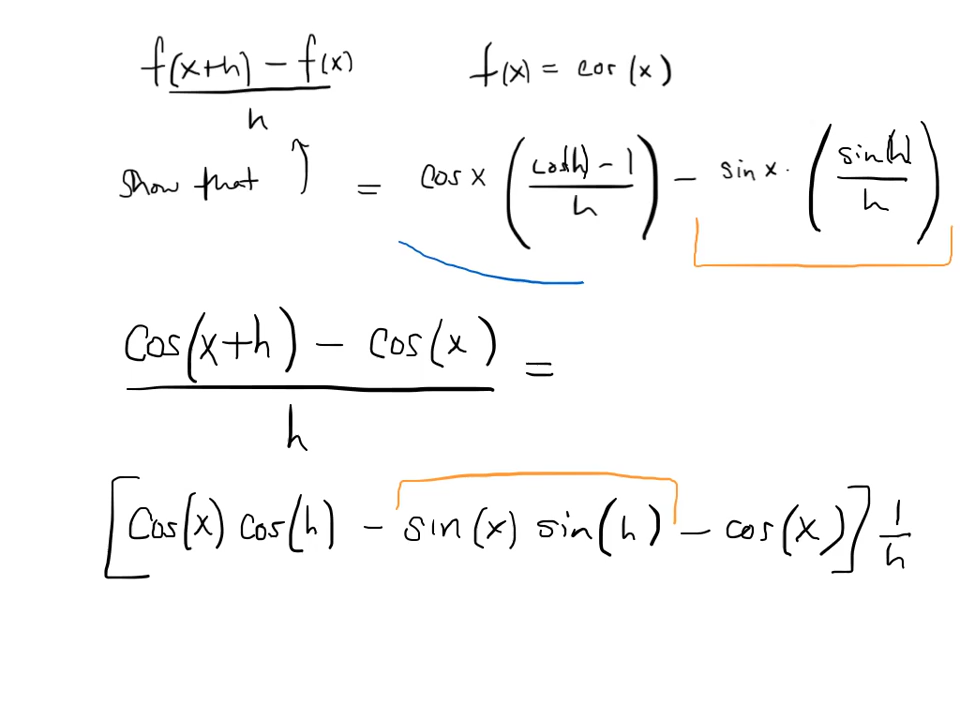 f(x+h) - f(x) / h f(x) = cos(x)
Show that ↑ = cos x (cos(h) - 1 / h) - sin x · (sin(h) / h)
Cos(x+h) - cos(x) / h =
[Cos(x) cos(h) - sin(x) sin(h) - cos(x)] 1/h